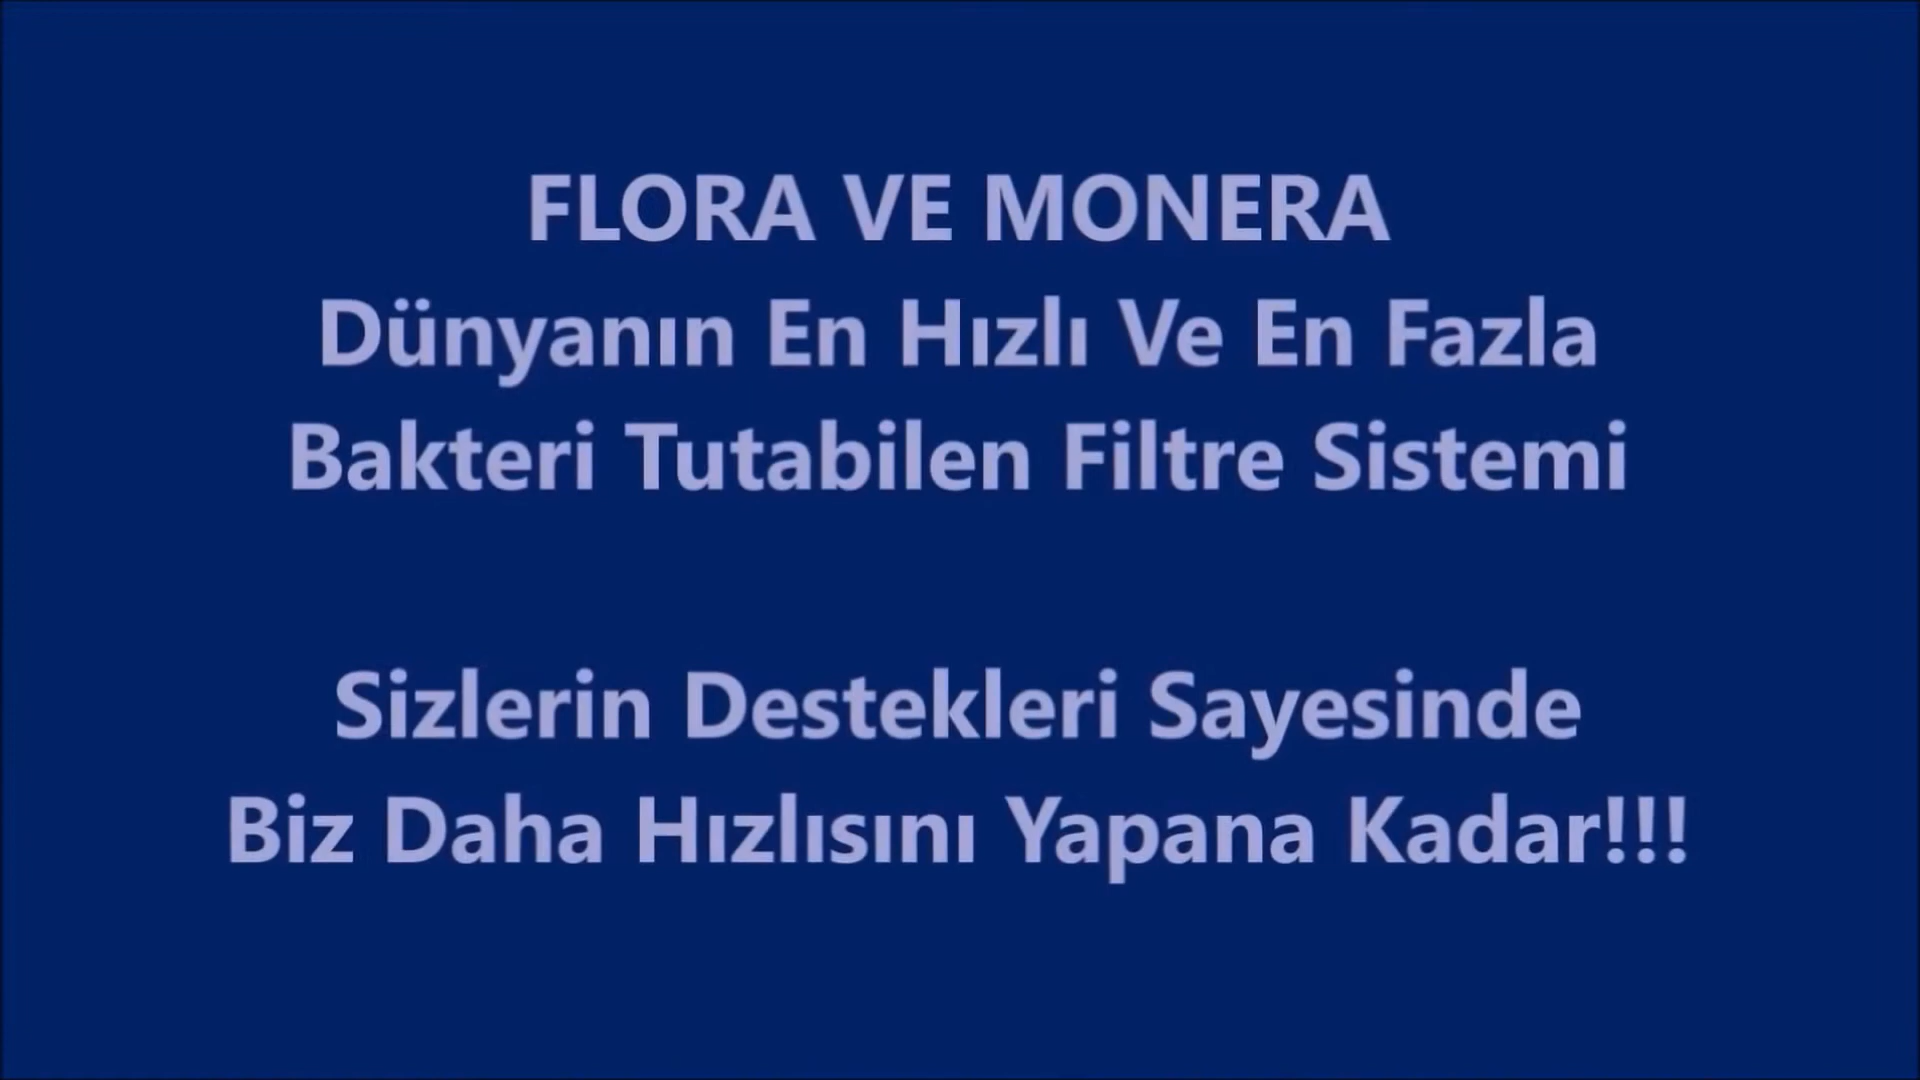 FLORA VE MONERA
Dünyanın En Hızlı Ve En Fazla
Bakteri Tutabilen Filtre Sistemi
Sizlerin Destekleri Sayesinde
Biz Daha Hızlısını Yapana Kadar!!!